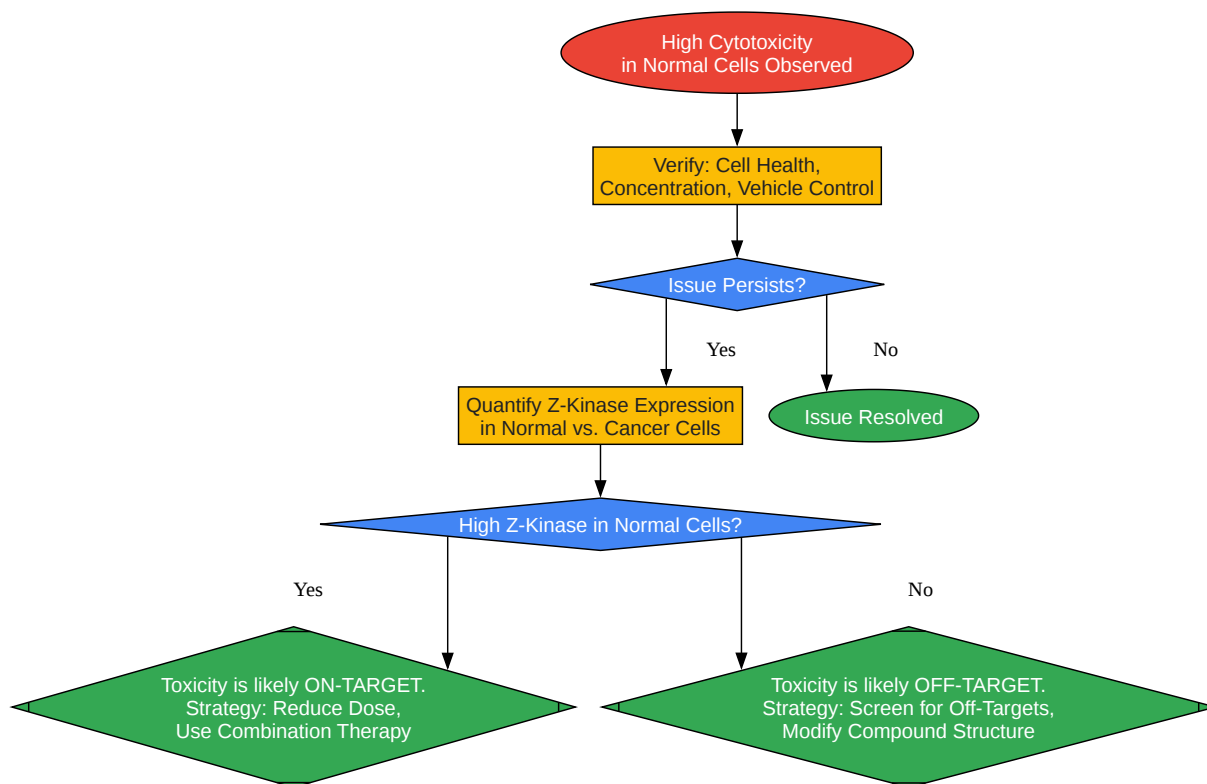 High Cytotoxicity
in Normal Cells Observed
Verify: Cell Health,
Concentration, Vehicle Control
Issue Persists?
Yes
No
Quantify Z-Kinase Expression
in Normal vs. Cancer Cells
Issue Resolved
High Z-Kinase in Normal Cells?
Yes
No
Toxicity is likely ON-TARGET.
Strategy: Reduce Dose,
Use Combination Therapy
Toxicity is likely OFF-TARGET.
Strategy: Screen for Off-Targets,
Modify Compound Structure